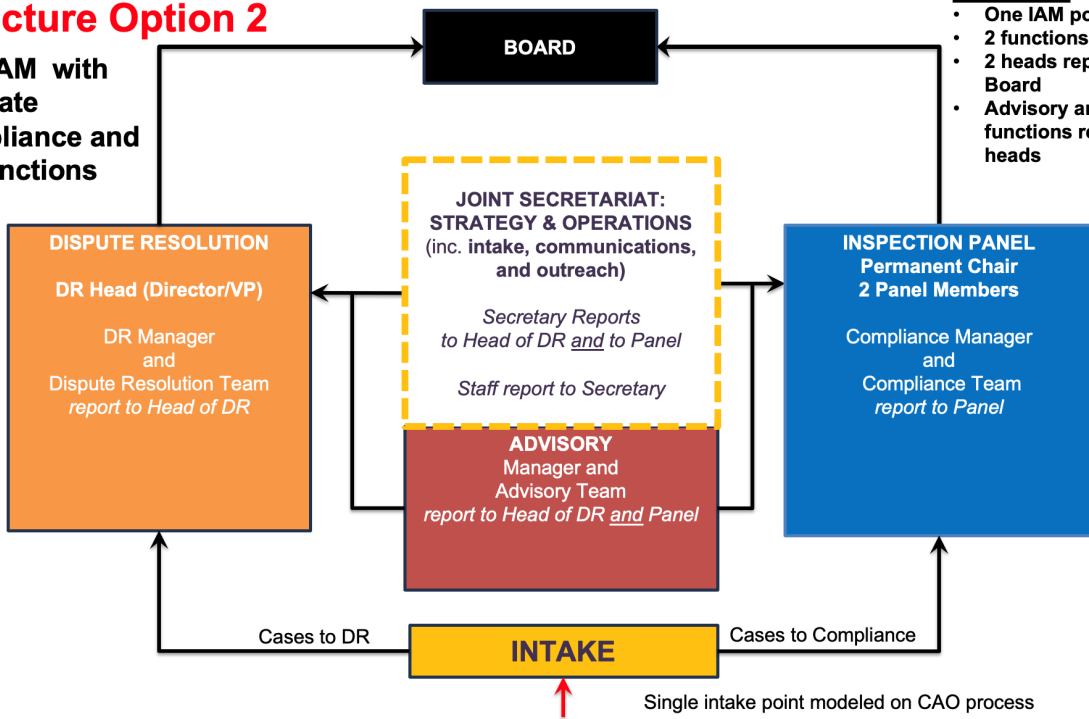 cture Option 2
AM with
ate
liance and
nctions
BOARD
• One IAM po
• 2 functions
• 2 heads rep
Board
• Advisory a
functions re
heads
JOINT SECRETARIAT:
STRATEGY & OPERATIONS
(inc. intake, communications,
and outreach)
Secretary Reports
to Head of DR and to Panel
Staff report to Secretary
DISPUTE RESOLUTION
DR Head (Director/VP)
DR Manager
and
Dispute Resolution Team
report to Head of DR
INSPECTION PANEL
Permanent Chair
2 Panel Members
Compliance Manager
and
Compliance Team
report to Panel
ADVISORY
Manager and
Advisory Team
report to Head of DR and Panel
Cases to DR
INTAKE
Cases to Compliance
Single intake point modeled on CAO process